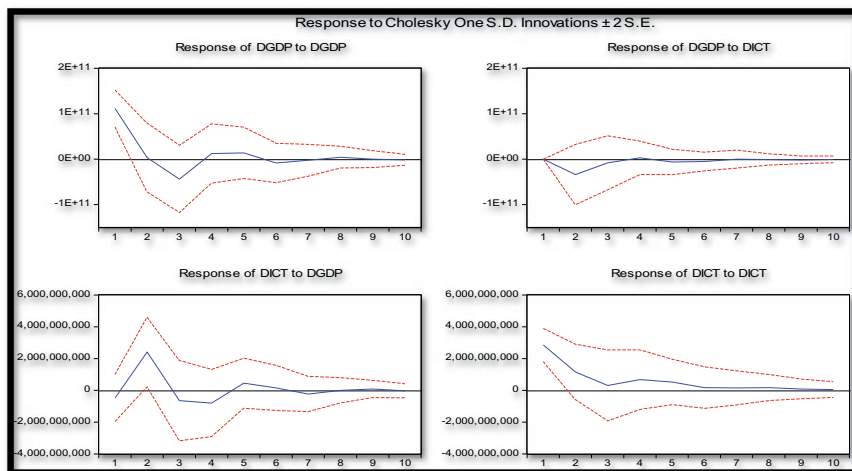 Response to Cholesky One S.D. Innovations ± 2 S.E.
Response of DGDP to DGDP
Response of DGDP to DICT
2E+11
1E+11
0E+00
-1E+11
1 2 3 4 5 6 7 8 9 10
2E+11
1E+11
0E+00
-1E+11
1 2 3 4 5 6 7 8 9 10
Response of DICT to DGDP
Response of DICT to DICT
6,000,000,000
4,000,000,000
2,000,000,000
0
-2,000,000,000
-4,000,000,000
1 2 3 4 5 6 7 8 9 10
6,000,000,000
4,000,000,000
2,000,000,000
0
-2,000,000,000
-4,000,000,000
1 2 3 4 5 6 7 8 9 10